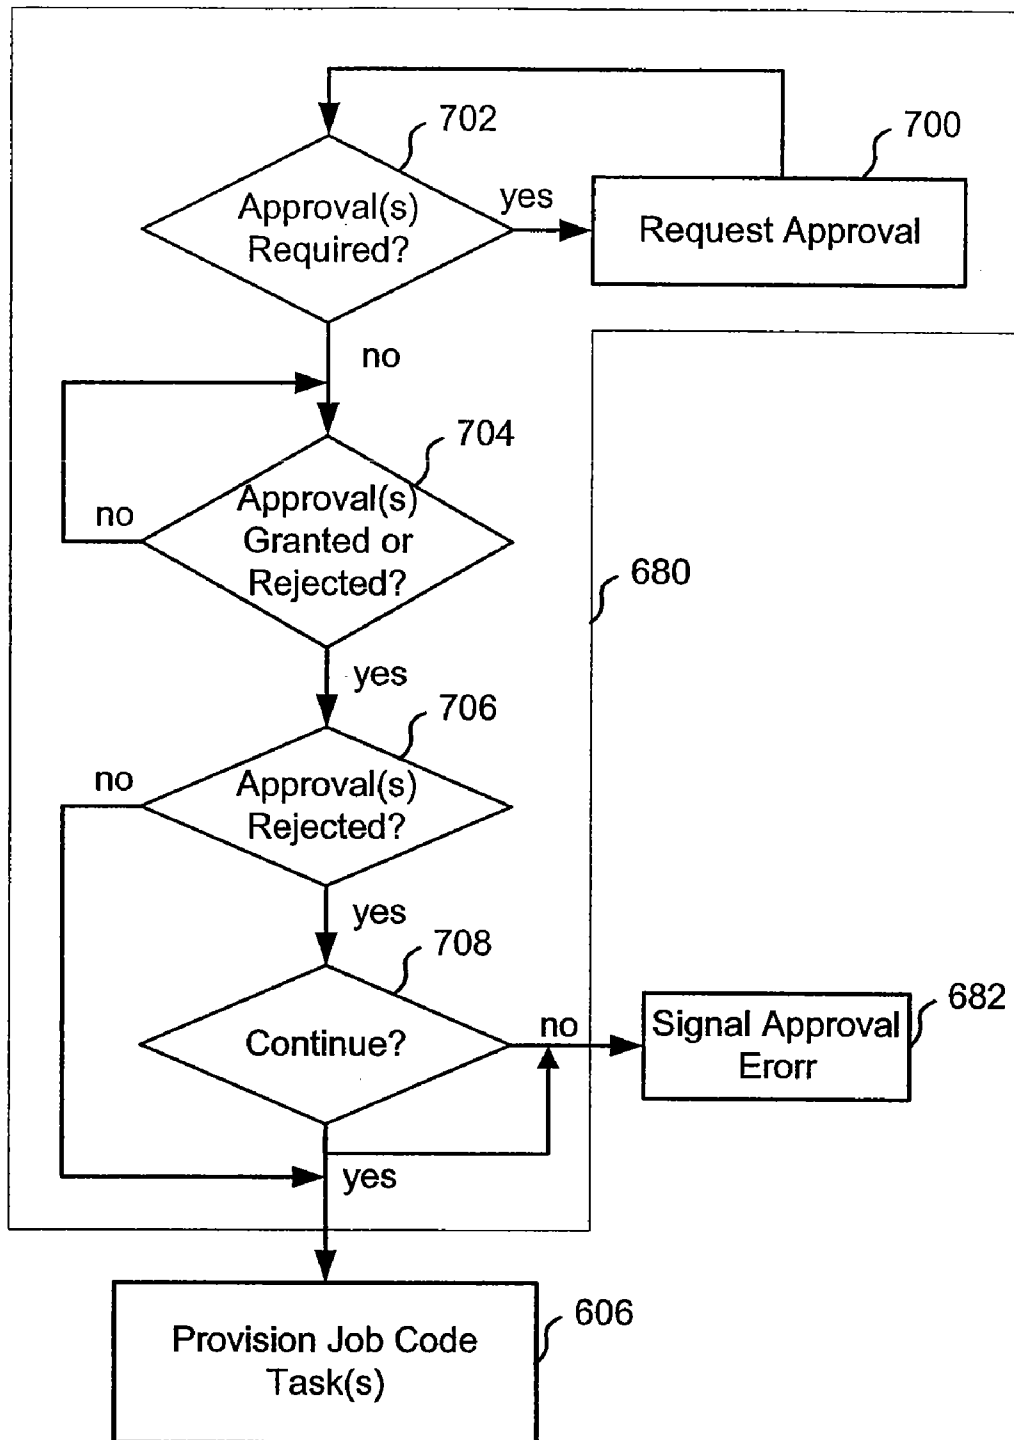 702
700
Approval(s)
Required?
yes
Request Approval
no
704
no
Approval(s)
Granted or
Rejected?
680
yes
706
no
Approval(s)
Rejected?
yes
708
Continue?
no
Signal Approval
Erorr
682
yes
606
Provision Job Code
Task(s)